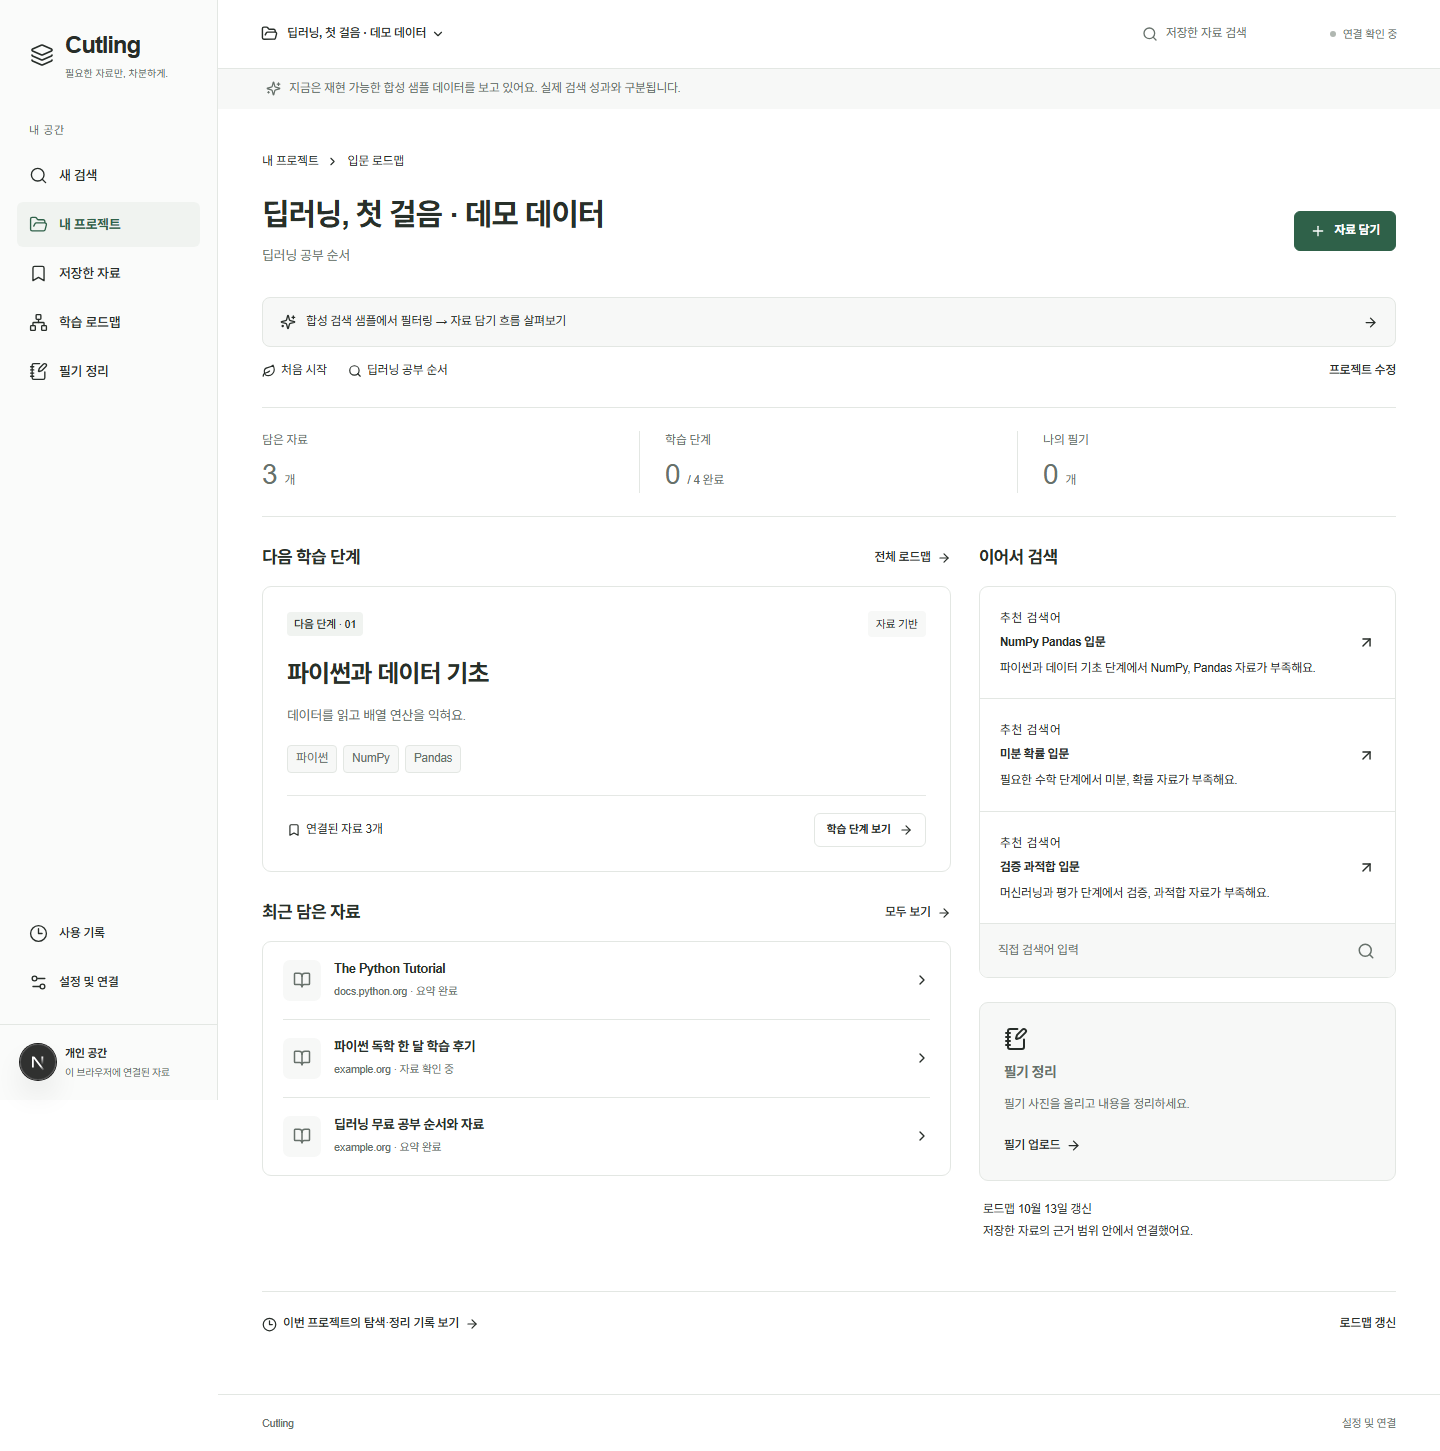 Cutling
필요한 자료만, 차분하게.
내 공간
새 검색
내 프로젝트
저장한 자료
학습 로드맵
필기 정리
사용 기록
설정 및 연결
N
개인 공간
이 브라우저에 연결된 자료
딥러닝, 첫 걸음 · 데모 데이터
저장한 자료 검색
연결 확인 중
지금은 재현 가능한 합성 샘플 데이터를 보고 있어요. 실제 검색 성과와 구분됩니다.
내 프로젝트 > 입문 로드맵
딥러닝, 첫 걸음 · 데모 데이터
딥러닝 공부 순서
자료 담기
합성 검색 샘플에서 필터링 → 자료 담기 흐름 살펴보기
처음 시작
딥러닝 공부 순서
프로젝트 수정
담은 자료
3 개
학습 단계
0 / 4 완료
나의 필기
0 개
다음 학습 단계
전체 로드맵
다음 단계 · 01
자료 기반
파이썬과 데이터 기초
데이터를 읽고 배열 연산을 익혀요.
파이썬
NumPy
Pandas
연결된 자료 3개
학습 단계 보기
최근 담은 자료
모두 보기
The Python Tutorial
docs.python.org · 요약 완료
파이썬 독학 한 달 학습 후기
example.org · 자료 확인 중
딥러닝 무료 공부 순서와 자료
example.org · 요약 완료
이어서 검색
추천 검색어
NumPy Pandas 입문
파이썬과 데이터 기초 단계에서 NumPy, Pandas 자료가 부족해요.
추천 검색어
미분 확률 입문
필요한 수학 단계에서 미분, 확률 자료가 부족해요.
추천 검색어
검증 과적합 입문
머신러닝과 평가 단계에서 검증, 과적합 자료가 부족해요.
직접 검색어 입력
필기 정리
필기 사진을 올리고 내용을 정리하세요.
필기 업로드
로드맵 10월 13일 갱신
저장한 자료의 근거 범위 안에서 연결했어요.
이번 프로젝트의 탐색·정리 기록 보기
로드맵 갱신
Cutling
설정 및 연결